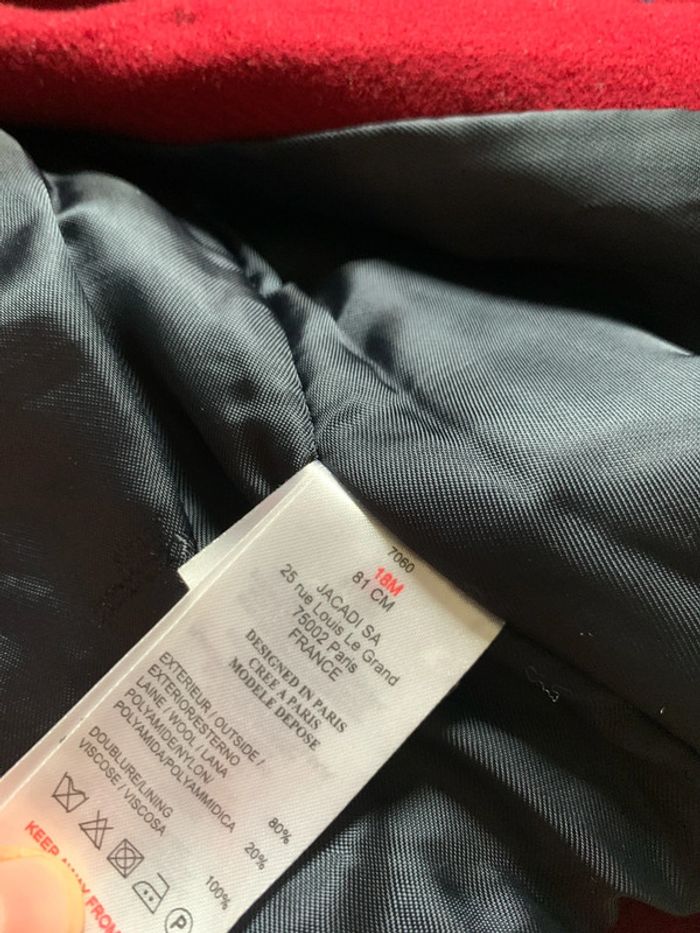 7060
18M
81 CM
JACADI SA
25 rue Louis Le Grand
75002 Paris
FRANCE
DESIGNED IN PARIS
CREE A PARIS
MODELE DEPOSE
EXTERIEUR / OUTSIDE /
EXTERIOR/ESTERNO
LAINE / WOOL / LANA 80%
POLYAMIDE/NYLON/
POLYAMIDA/POLYAMMIDICA 20%
DOUBLURE/LINING
VISCOSE / VISCOSA 100%
P
KEEP AWAY FROM